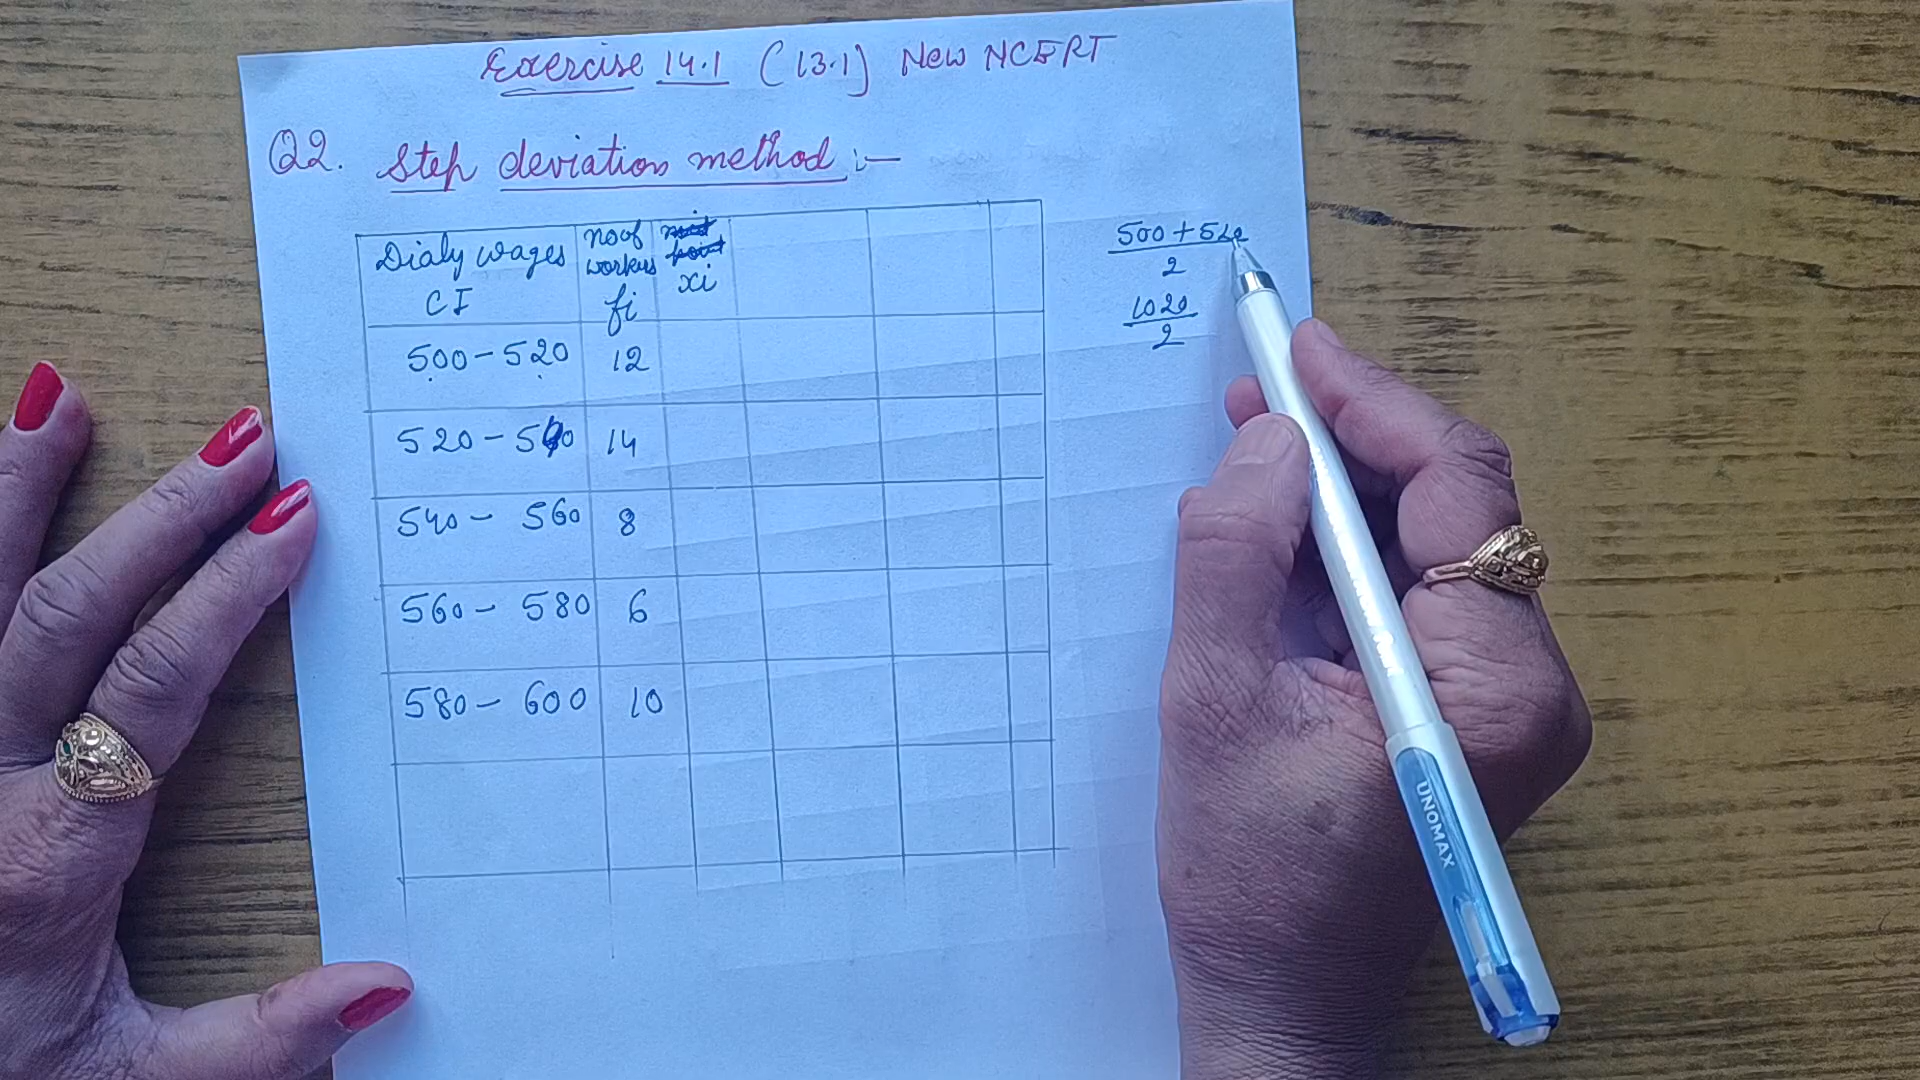 Exercise 14.1 (13.1) New NCERT
Q2. Step deviation method :-
Dialy wages CI
no of workers fi
xi
500 - 520 12
520 - 540 14
540 - 560 8
560 - 580 6
580 - 600 10
500 + 520
2
1020
2
UNOMAX